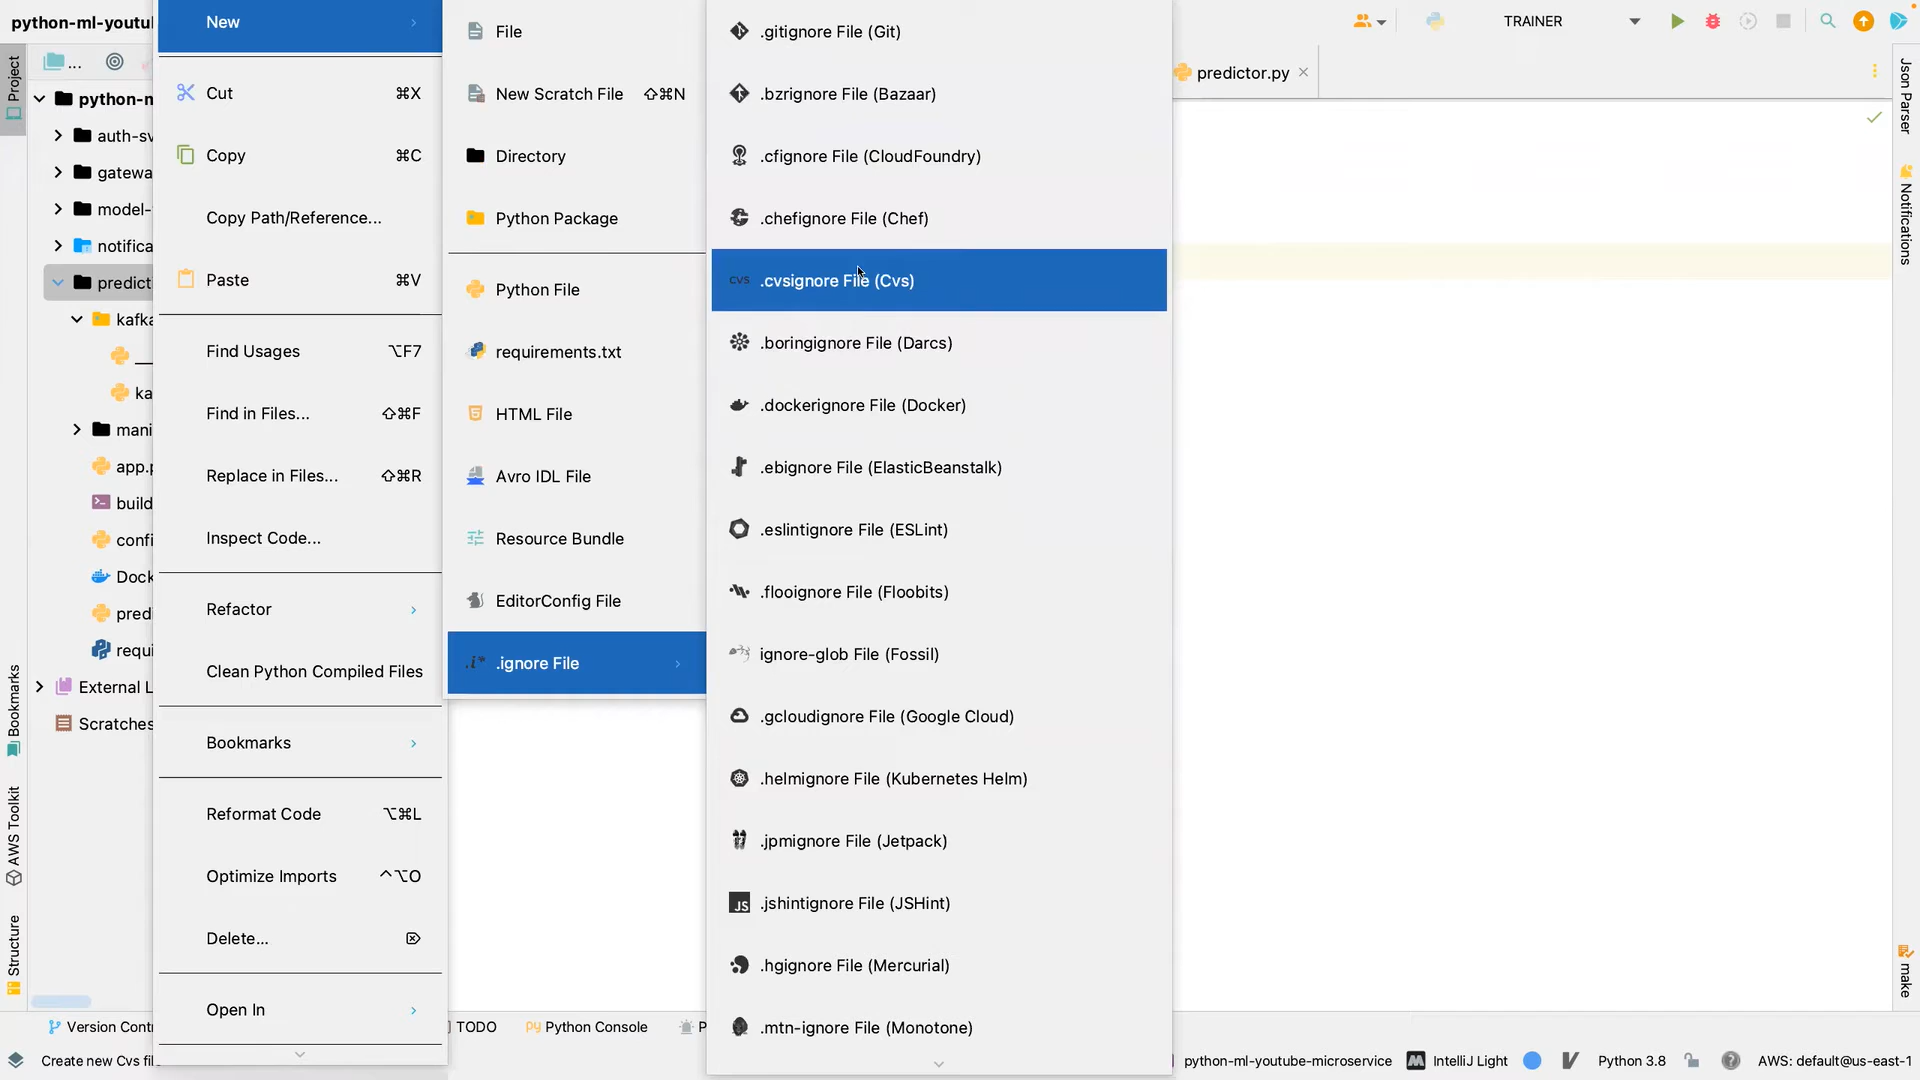 python-ml-youtu
Project
...
python-n
auth-sv
gatewa
model-
notifica
predict
kafka
__
ka
mani
app.p
build
confi
Dock
predi
requi
External L
Scratches
Bookmarks
AWS Toolkit
Structure
New
Cut ⌘X
Copy ⌘C
Copy Path/Reference...
Paste ⌘V
Find Usages ⌥F7
Find in Files... ⇧⌘F
Replace in Files... ⇧⌘R
Inspect Code...
Refactor
Clean Python Compiled Files
Bookmarks
Reformat Code ⌥⌘L
Optimize Imports ^⌥O
Delete... ⌦
Open In
File
New Scratch File ⇧⌘N
Directory
Python Package
Python File
requirements.txt
HTML File
Avro IDL File
Resource Bundle
EditorConfig File
.i* .ignore File
.gitignore File (Git)
.bzrignore File (Bazaar)
.cfignore File (CloudFoundry)
.chefignore File (Chef)
CVS .cvsignore File (Cvs)
.boringignore File (Darcs)
.dockerignore File (Docker)
.ebignore File (ElasticBeanstalk)
.eslintignore File (ESLint)
.flooignore File (Floobits)
ignore-glob File (Fossil)
.gcloudignore File (Google Cloud)
.helmignore File (Kubernetes Helm)
.jpmignore File (Jetpack)
JS .jshintignore File (JSHint)
.hgignore File (Mercurial)
.mtn-ignore File (Monotone)
TRAINER
predictor.py
Json Parser
Notifications
make
Version Contr
TODO
Python Console
P
Create new Cvs fil
python-ml-youtube-microservice
IntelliJ Light
Python 3.8
AWS: default@us-east-1